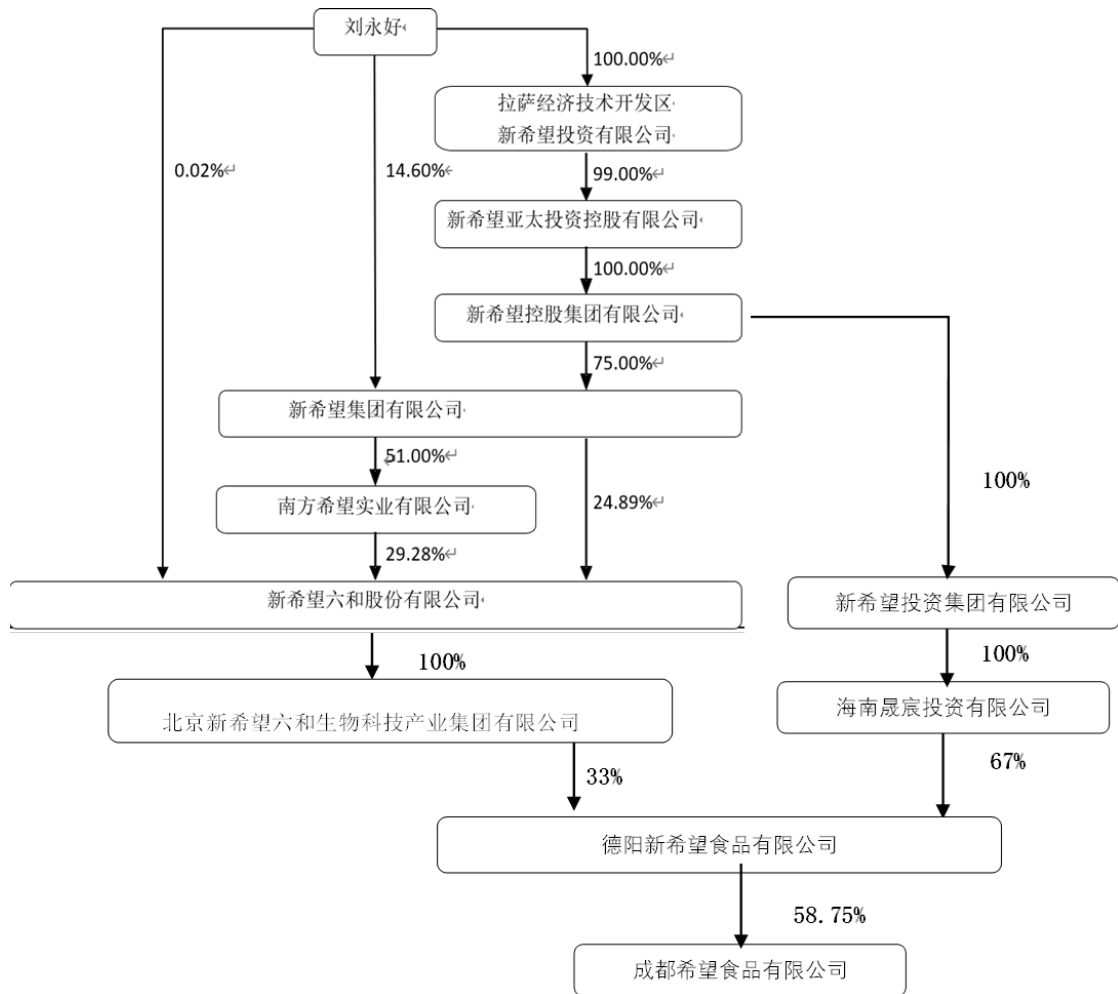 刘永好
100.00%
拉萨经济技术开发区
新希望投资有限公司
0.02%
14.60%
99.00%
新希望亚太投资控股有限公司
100.00%
新希望控股集团有限公司
75.00%
新希望集团有限公司
51.00%
100%
南方希望实业有限公司
24.89%
29.28%
新希望六和股份有限公司
新希望投资集团有限公司
100%
100%
北京新希望六和生物科技产业集团有限公司
海南晟宸投资有限公司
33%
67%
德阳新希望食品有限公司
58.75%
成都希望食品有限公司